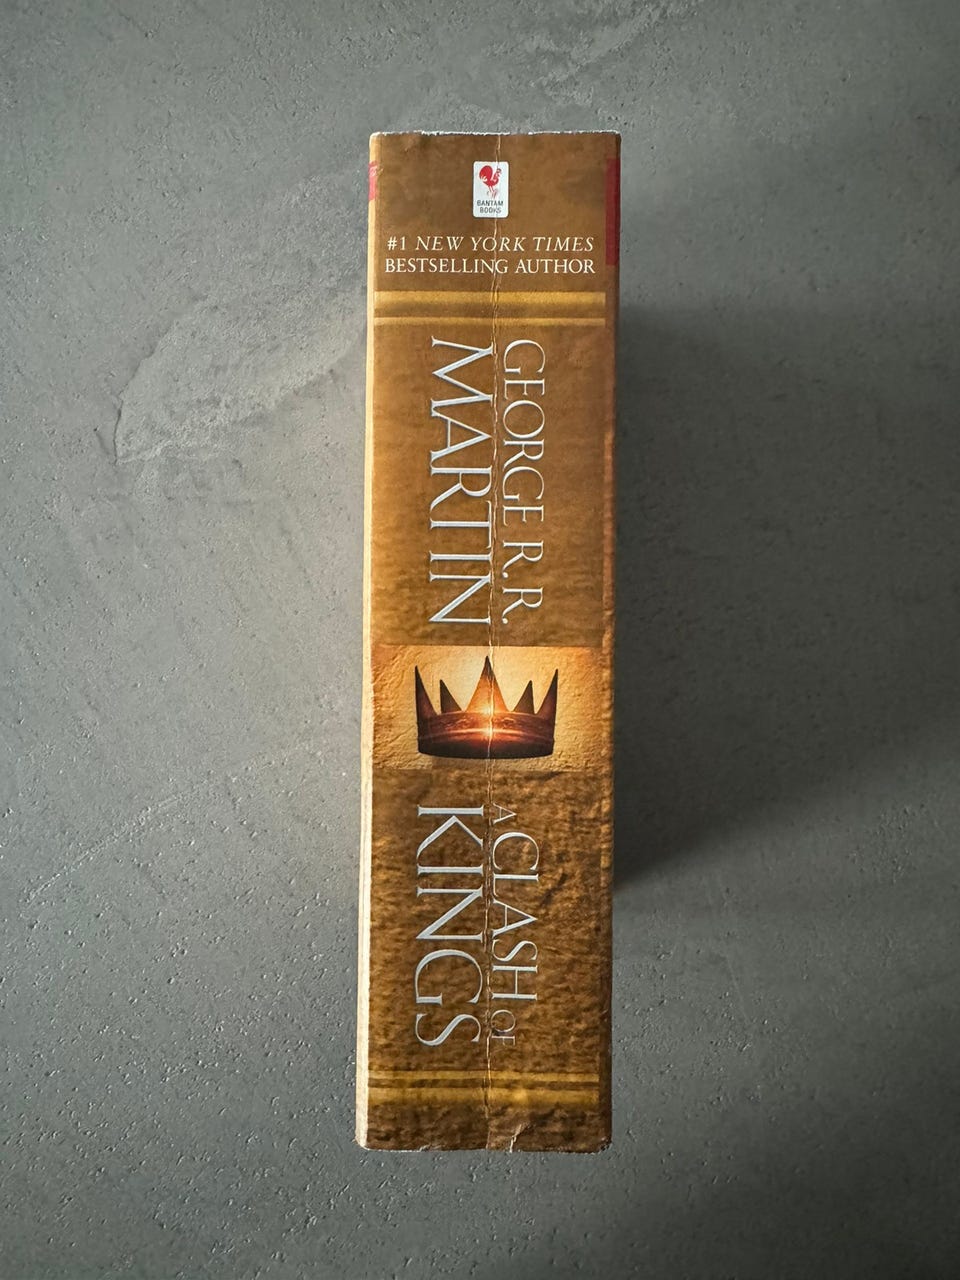 BANTAM
BOOKS
#1 NEW YORK TIMES
BESTSELLING AUTHOR
GEORGE R. R.
MARTIN
A CLASH OF
KINGS